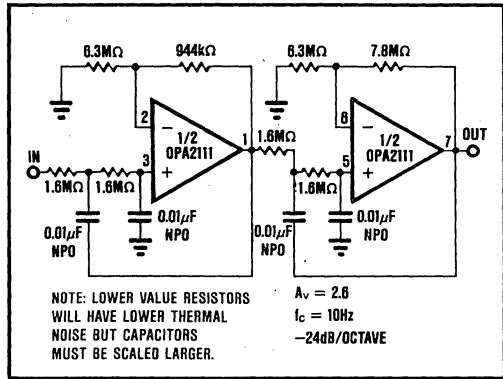 6.3MΩ
944kΩ
6.3MΩ
7.8MΩ
2
6
1/2
OPA2111
1/2
OPA2111
1
7
OUT
IN
1.6MΩ
3
5
1.6MΩ
1.6MΩ
1.6MΩ
0.01μF
NPO
0.01μF
NPO
0.01μF
NPO
0.01μF
NPO
NOTE: LOWER VALUE RESISTORS
WILL HAVE LOWER THERMAL
NOISE BUT CAPACITORS
MUST BE SCALED LARGER.
Av = 2.6
fc = 10Hz
−24dB/OCTAVE